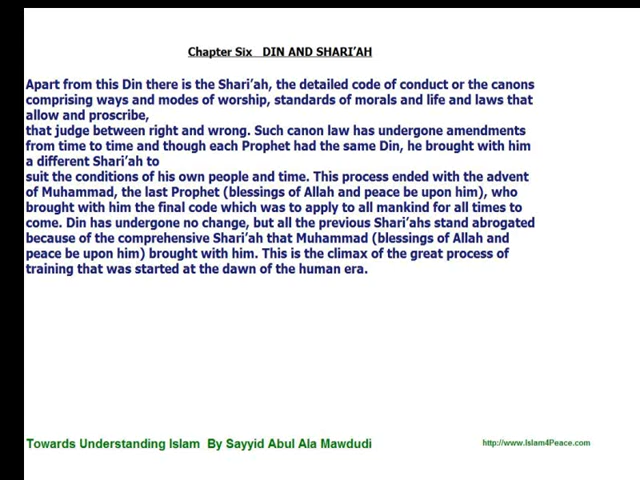 Chapter Six   DIN AND SHARI’AH
Apart from this Din there is the Shari’ah, the detailed code of conduct or the canons
comprising ways and modes of worship, standards of morals and life and laws that
allow and proscribe,
that judge between right and wrong. Such canon law has undergone amendments
from time to time and though each Prophet had the same Din, he brought with him
a different Shari’ah to
suit the conditions of his own people and time. This process ended with the advent
of Muhammad, the last Prophet (blessings of Allah and peace be upon him), who
brought with him the final code which was to apply to all mankind for all times to
come. Din has undergone no change, but all the previous Shari’ahs stand abrogated
because of the comprehensive Shari’ah that Muhammad (blessings of Allah and
peace be upon him) brought with him. This is the climax of the great process of
training that was started at the dawn of the human era.
Towards Understanding Islam  By Sayyid Abul Ala Mawdudi
http://www.Islam4Peace.com